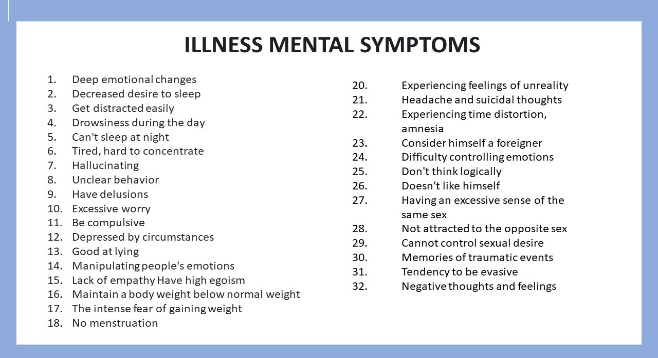 ILLNESS MENTAL SYMPTOMS
1. Deep emotional changes
2. Decreased desire to sleep
3. Get distracted easily
4. Drowsiness during the day
5. Can't sleep at night
6. Tired, hard to concentrate
7. Hallucinating
8. Unclear behavior
9. Have delusions
10. Excessive worry
11. Be compulsive
12. Depressed by circumstances
13. Good at lying
14. Manipulating people's emotions
15. Lack of empathy Have high egoism
16. Maintain a body weight below normal weight
17. The intense fear of gaining weight
18. No menstruation
20. Experiencing feelings of unreality
21. Headache and suicidal thoughts
22. Experiencing time distortion,
amnesia
23. Consider himself a foreigner
24. Difficulty controlling emotions
25. Don't think logically
26. Doesn't like himself
27. Having an excessive sense of the
same sex
28. Not attracted to the opposite sex
29. Cannot control sexual desire
30. Memories of traumatic events
31. Tendency to be evasive
32. Negative thoughts and feelings